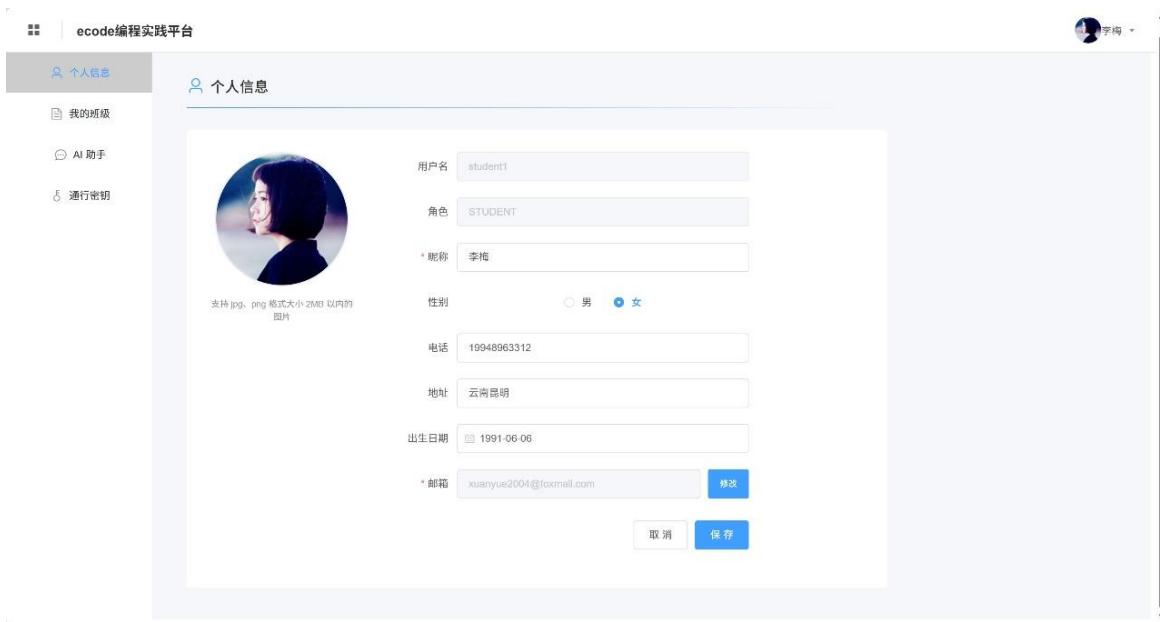 ecode编程实践平台
李梅
个人信息
我的班级
AI 助手
通行密钥
个人信息
支持 jpg、png 格式大小 2MB 以内的
图片
用户名 student1
角色 STUDENT
* 昵称 李梅
性别 男 女
电话 19948963312
地址 云南昆明
出生日期 1991-06-06
* 邮箱 xuanyue2004@foxmail.com 修改
取消 保存